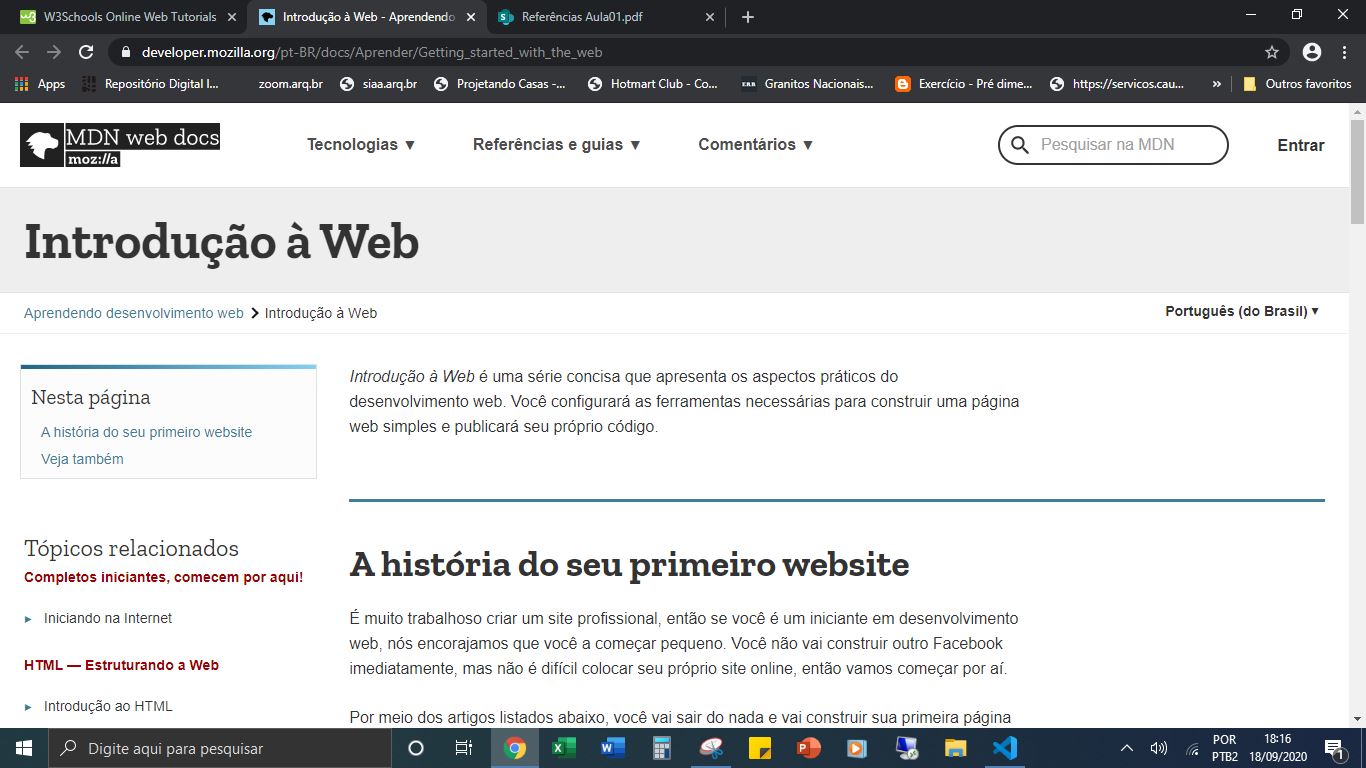 W3Schools Online Web Tutorials
Introdução à Web - Aprendendo
Referências Aula01.pdf
developer.mozilla.org/pt-BR/docs/Aprender/Getting_started_with_the_web
Apps Repositório Digital I... zoom.arq.br siaa.arq.br Projetando Casas -... Hotmart Club - Co... Granitos Nacionais... Exercício - Pré dime... https://servicos.cau... » Outros favoritos
MDN web docs
moz://a
Tecnologias ▼ Referências e guias ▼ Comentários ▼ Pesquisar na MDN Entrar
Introdução à Web
Aprendendo desenvolvimento web Introdução à Web
Português (do Brasil) ▼
Nesta página
A história do seu primeiro website
Veja também
Tópicos relacionados
Completos iniciantes, comecem por aqui!
Iniciando na Internet
HTML — Estruturando a Web
Introdução ao HTML
Introdução à Web é uma série concisa que apresenta os aspectos práticos do
desenvolvimento web. Você configurará as ferramentas necessárias para construir uma página
web simples e publicará seu próprio código.
A história do seu primeiro website
É muito trabalhoso criar um site profissional, então se você é um iniciante em desenvolvimento
web, nós encorajamos que você a começar pequeno. Você não vai construir outro Facebook
imediatamente, mas não é difícil colocar seu próprio site online, então vamos começar por aí.
Por meio dos artigos listados abaixo, você vai sair do nada e vai construir sua primeira página
Digite aqui para pesquisar
POR
PTB2
18:16
18/09/2020
1